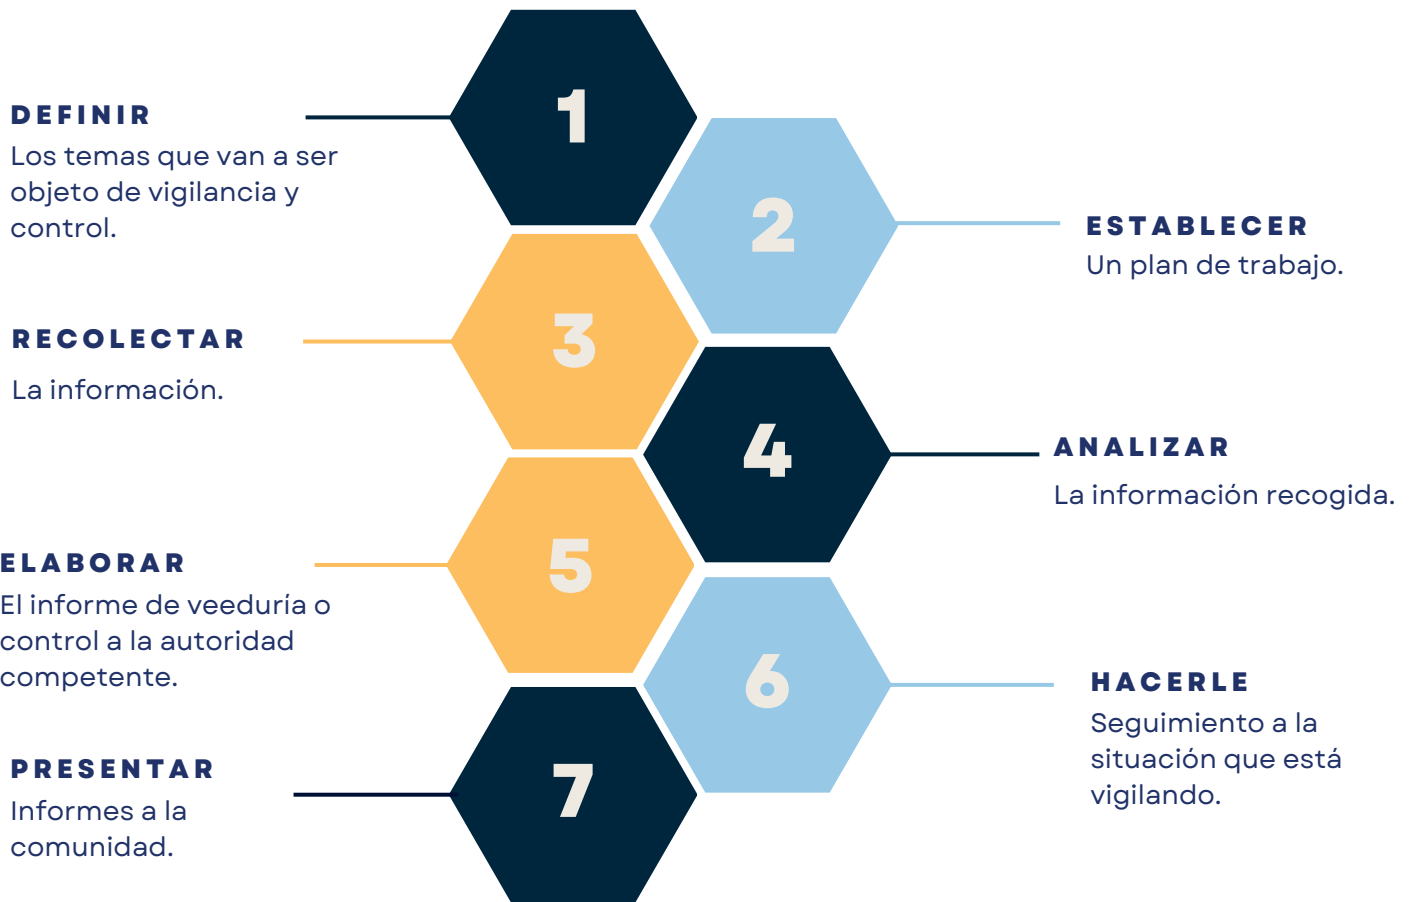 1
DEFINIR
Los temas que van a ser
objeto de vigilancia y
control.
2
ESTABLECER
Un plan de trabajo.
3
RECOLECTAR
La información.
4
ANALIZAR
La información recogida.
5
ELABORAR
El informe de veeduría o
control a la autoridad
competente.
6
HACERLE
Seguimiento a la
situación que está
vigilando.
7
PRESENTAR
Informes a la
comunidad.